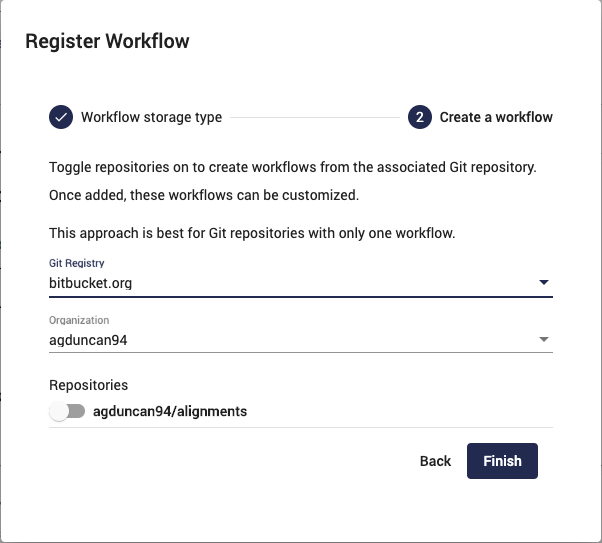 Register Workflow
Workflow storage type
2 Create a workflow
Toggle repositories on to create workflows from the associated Git repository.
Once added, these workflows can be customized.
This approach is best for Git repositories with only one workflow.
Git Registry
bitbucket.org
Organization
agduncan94
Repositories
agduncan94/alignments
Back Finish